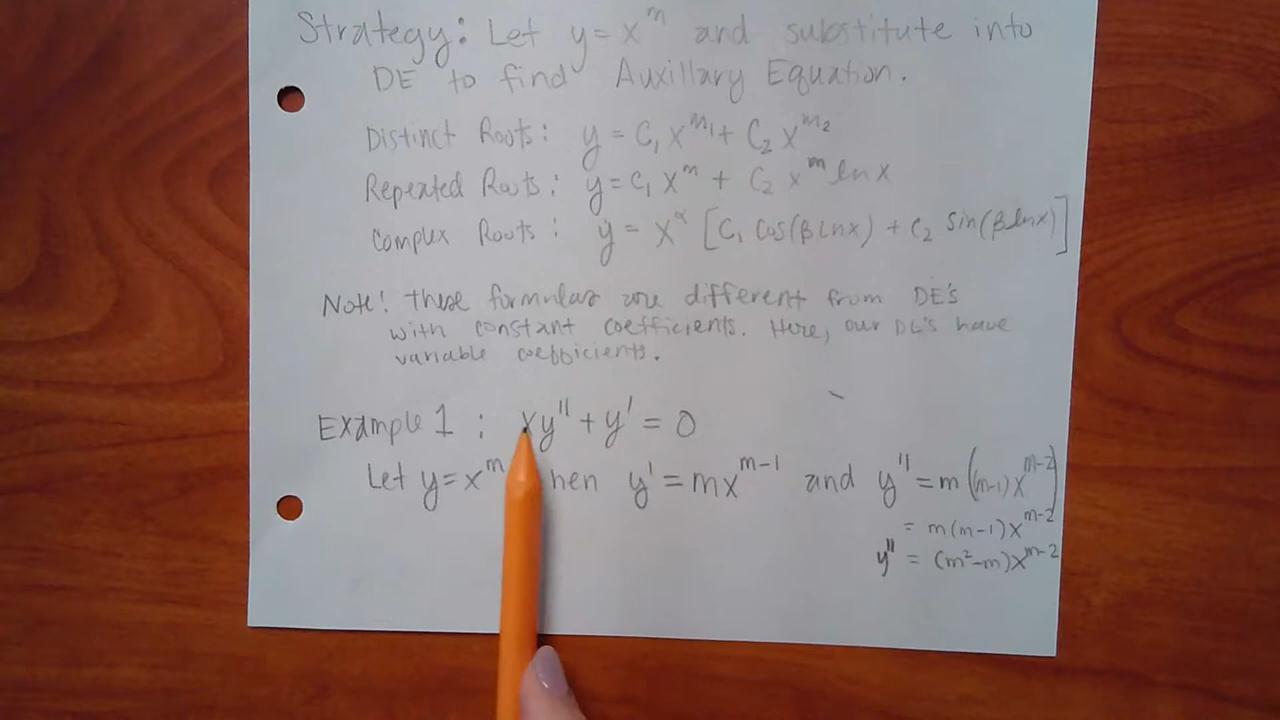 Strategy: Let y = x^m and substitute into
DE to find Auxillary Equation.
Distinct Roots: y = C₁ x^m₁ + C₂ x^m₂
Repeated Roots: y = c₁ x^m + c₂ x^m ln x
Complex Roots: y = x^α [c₁ cos(β ln x) + c₂ sin(β ln x)]
Note! these formulas are different from DE's
with constant coefficients. Here, our DE's have
variable coefficients.
Example 1 : xy" + y' = 0
Let y = x^m hen y' = mx^m-1 and y" = m((m-1)x^m-2)
= m(m-1)x^m-2
y" = (m²-m)x^m-2